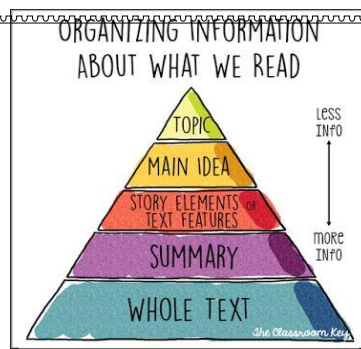 ORGANIZING INFORMATION
ABOUT WHAT WE READ
TOPIC
LESS
INFO
MAIN IDEA
STORY ELEMENTS OR
TEXT FEATURES
MORE
INFO
SUMMARY
WHOLE TEXT
The Classroom Key